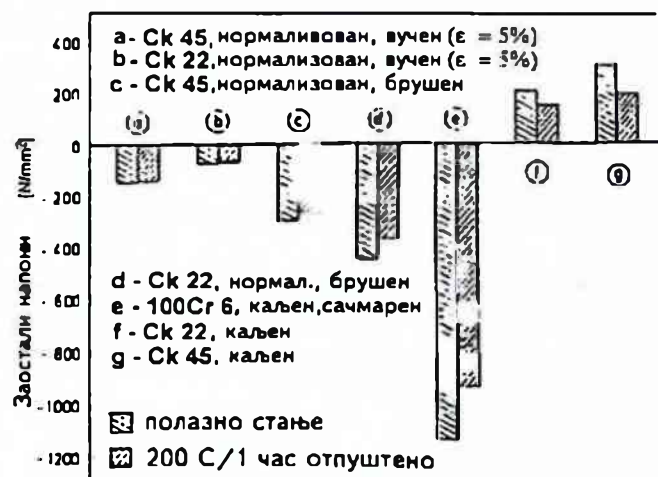 400
200
0
- 200
- 400
- 600
- 800
- 1000
- 1200
Заостали напони [N/mm²]
a - Ck 45, нормаливован, вучен (ε = 5%)
b - Ck 22, нормализован, вучен (ε = 5%)
c - Ck 45, нормализован, брушен
(a) (b) (c) (d) (e)
(f) (g)
d - Ck 22, нормал., брушен
e - 100Cr 6, каљен, сачмарен
f - Ck 22, каљен
g - Ck 45, каљен
полазно стање
200 C/1 час отпуштено